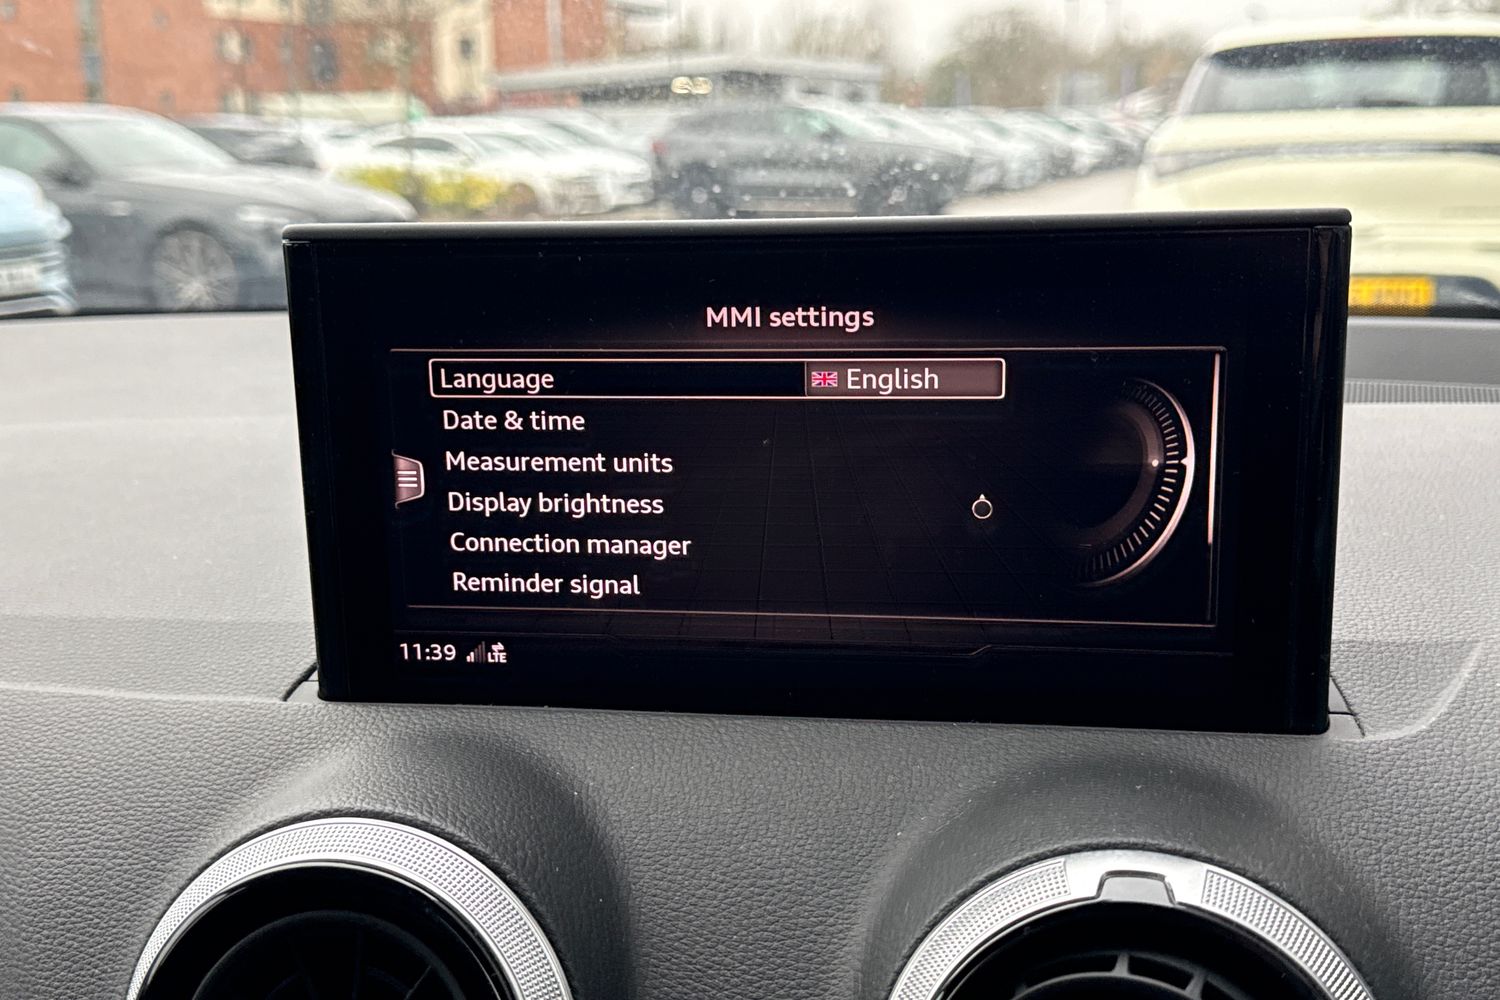 MMI settings
Language English
Date & time
Measurement units
Display brightness
Connection manager
Reminder signal
11:39 LTE